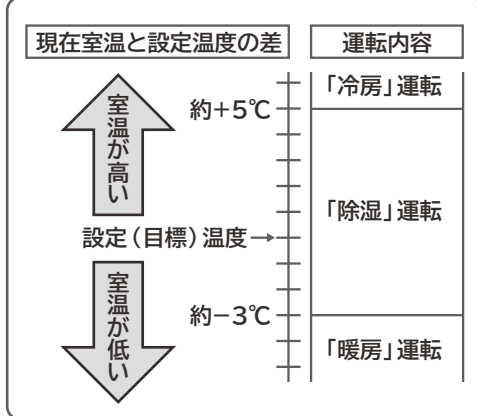 現在室温と設定温度の差
運転内容
室温が高い
約+5℃
「冷房」運転
「除湿」運転
設定(目標)温度→
室温が低い
約−3℃
「暖房」運転